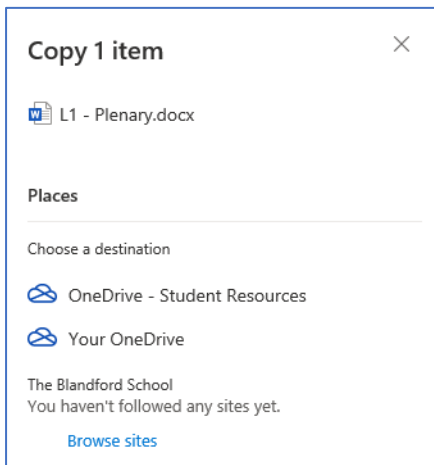 Copy 1 item
L1 - Plenary.docx
Places
Choose a destination
OneDrive - Student Resources
Your OneDrive
The Blandford School
You haven't followed any sites yet.
Browse sites